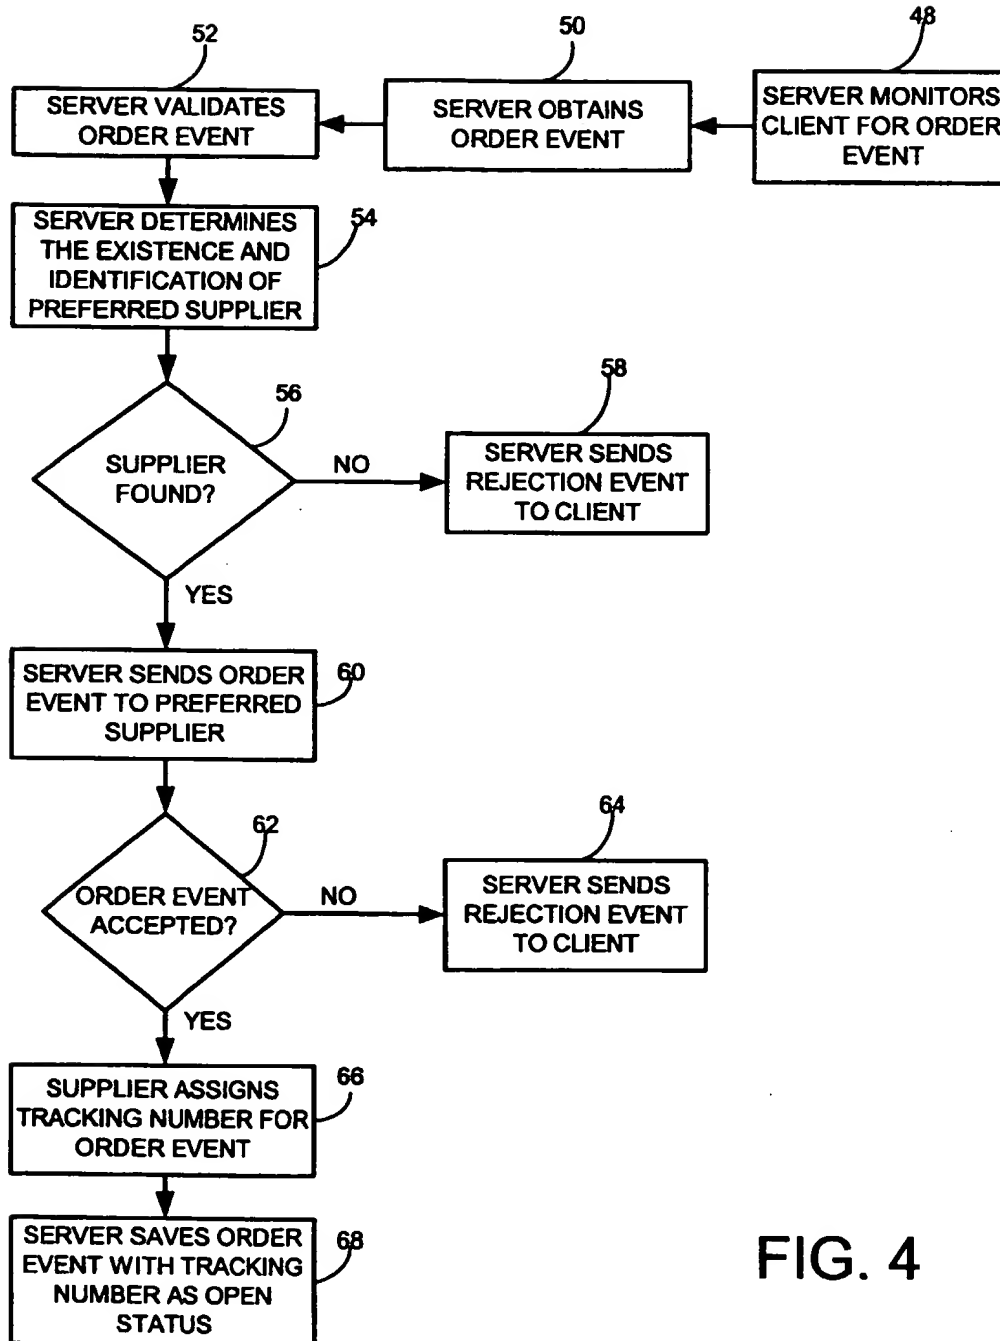 52
50
48
SERVER VALIDATES
ORDER EVENT
SERVER OBTAINS
ORDER EVENT
SERVER MONITORS
CLIENT FOR ORDER
EVENT
SERVER DETERMINES
THE EXISTENCE AND
IDENTIFICATION OF
PREFERRED SUPPLIER
54
56
SUPPLIER
FOUND?
NO
58
SERVER SENDS
REJECTION EVENT
TO CLIENT
YES
SERVER SENDS ORDER
EVENT TO PREFERRED
SUPPLIER
60
62
ORDER EVENT
ACCEPTED?
NO
64
SERVER SENDS
REJECTION EVENT
TO CLIENT
YES
SUPPLIER ASSIGNS
TRACKING NUMBER FOR
ORDER EVENT
66
SERVER SAVES ORDER
EVENT WITH TRACKING
NUMBER AS OPEN
STATUS
68
FIG. 4